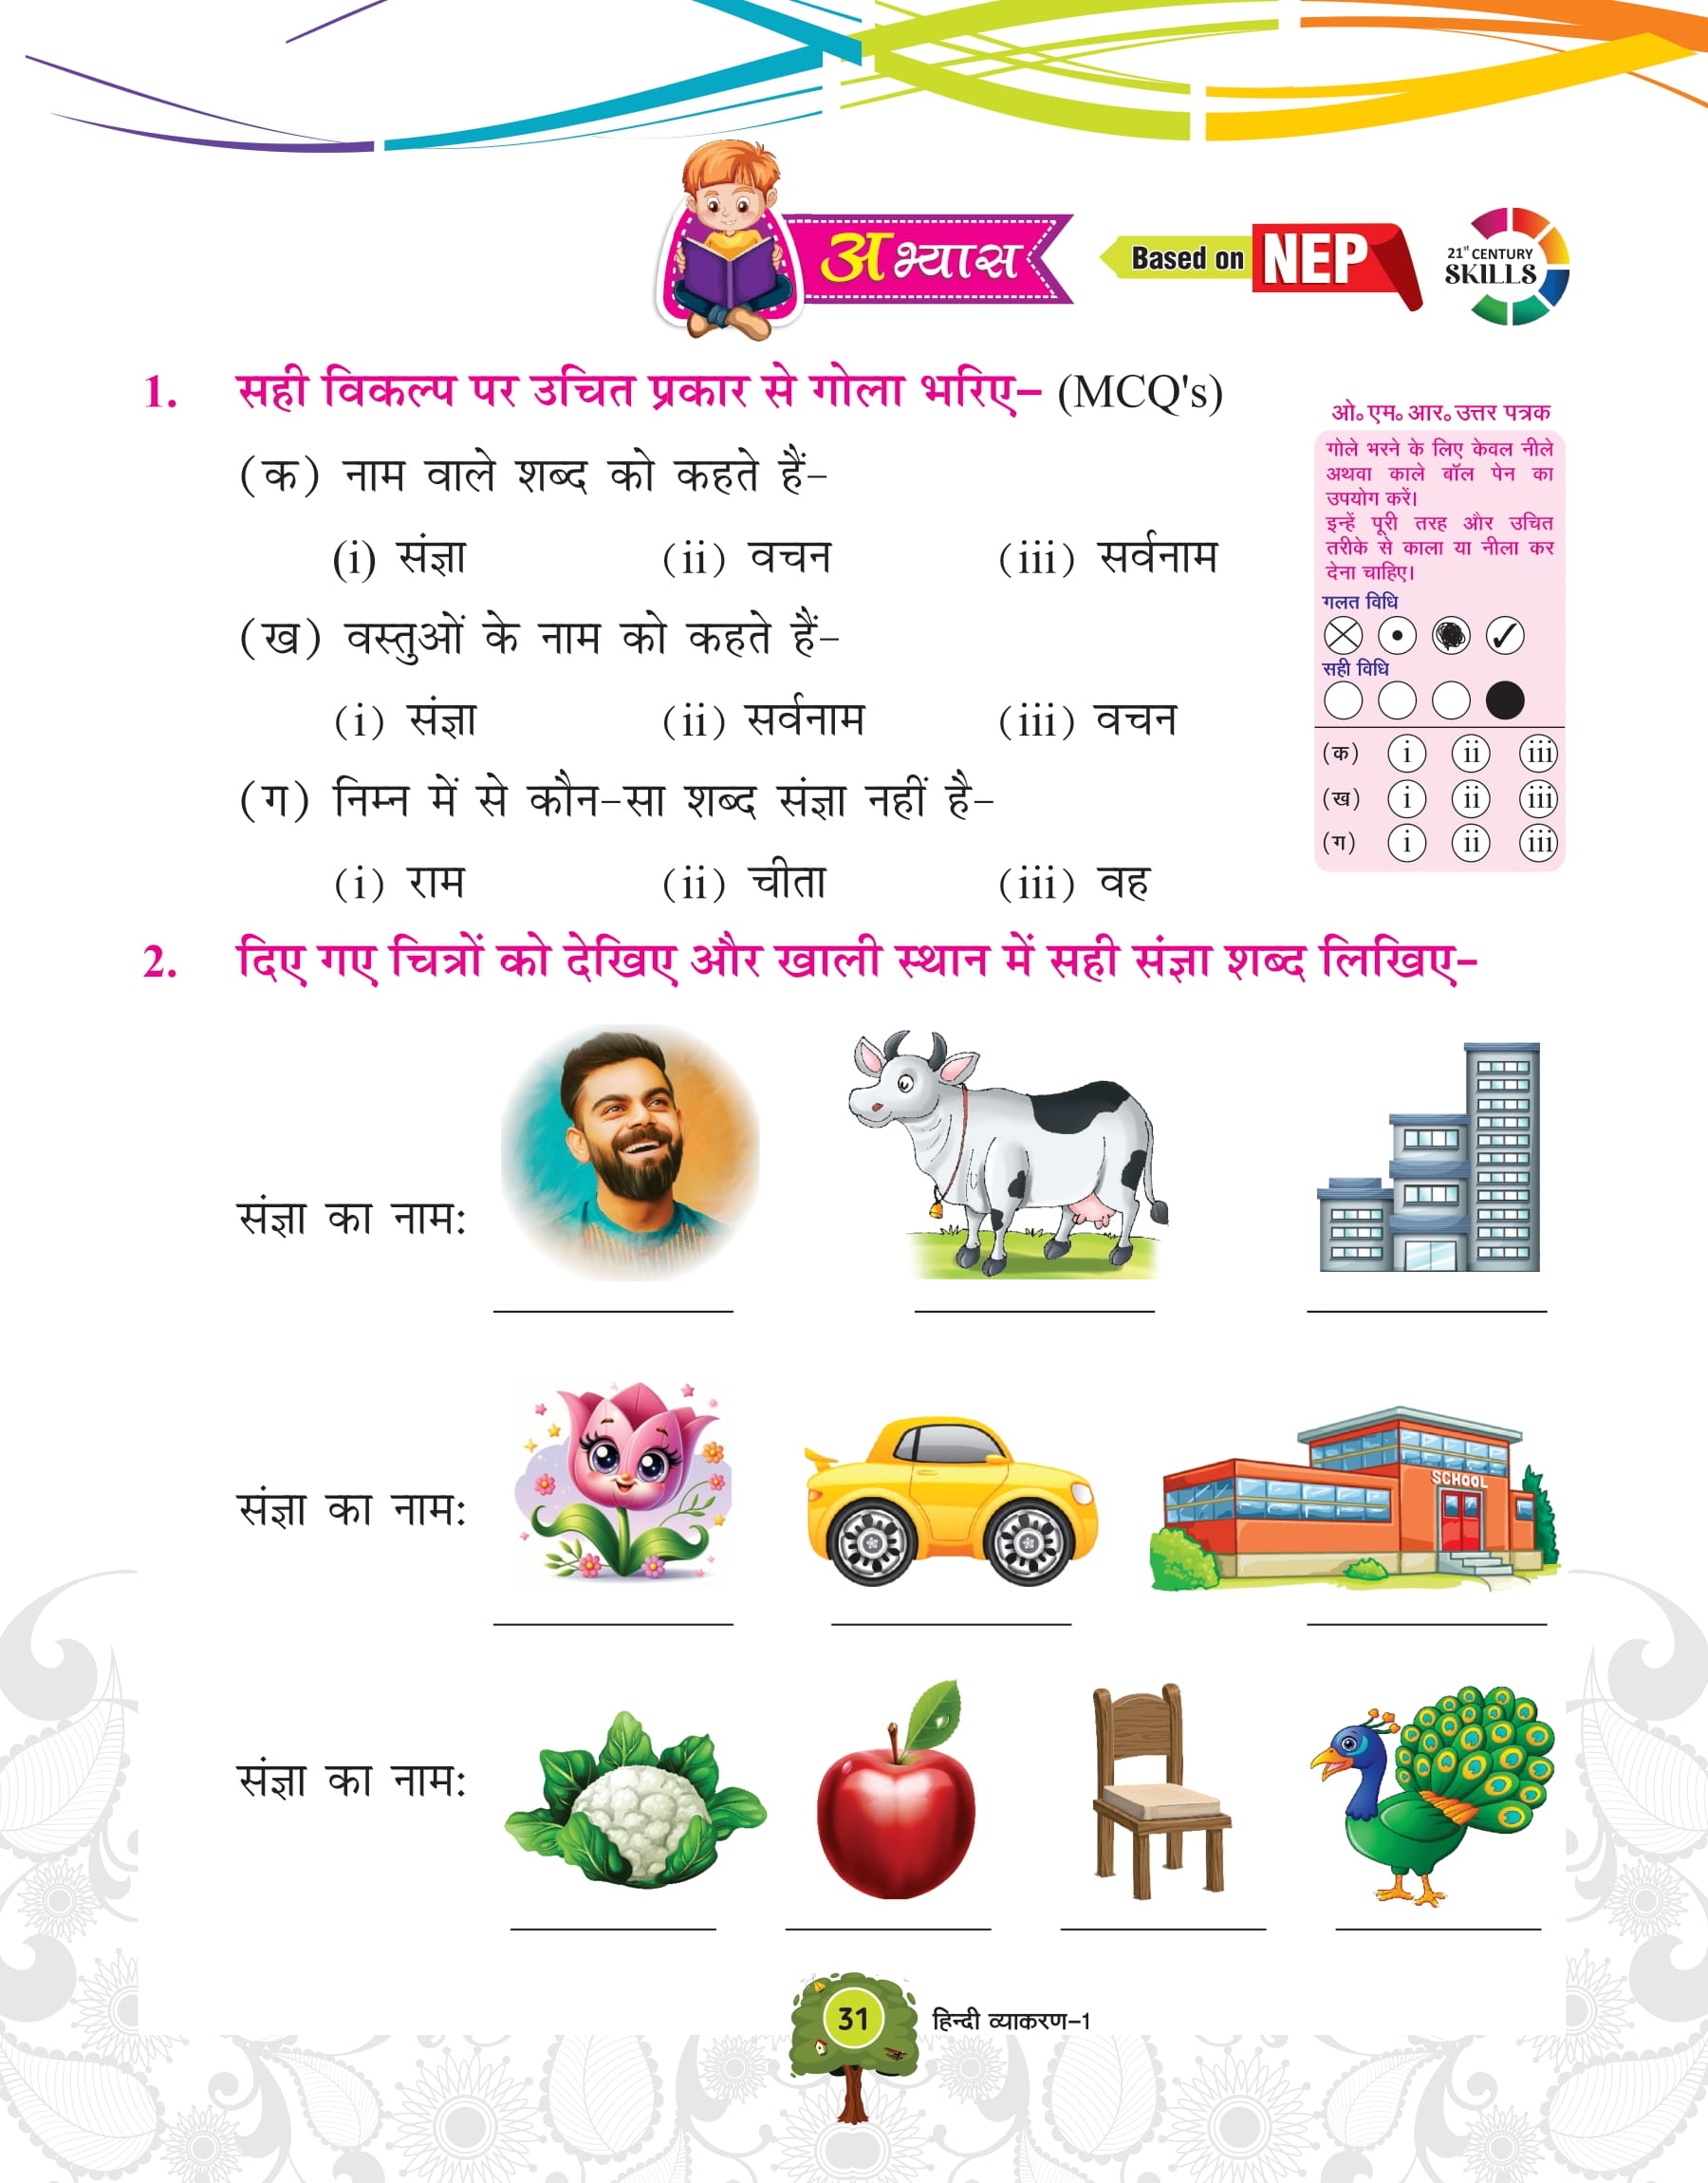 अभ्यास
Based on NEP
21st CENTURY
SKILLS
1. सही विकल्प पर उचित प्रकार से गोला भरिए– (MCQ's)
(क) नाम वाले शब्द को कहते हैं–
(i) संज्ञा (ii) वचन (iii) सर्वनाम
(ख) वस्तुओं के नाम को कहते हैं–
(i) संज्ञा (ii) सर्वनाम (iii) वचन
(ग) निम्न में से कौन–सा शब्द संज्ञा नहीं है–
(i) राम (ii) चीता (iii) वह
ओ॰ एम॰ आर॰ उत्तर पत्रक
गोले भरने के लिए केवल नीले
अथवा काले बॉल पेन का
उपयोग करें।
इन्हें पूरी तरह और उचित
तरीके से काला या नीला कर
देना चाहिए।
गलत विधि
सही विधि
(क) i ii iii
(ख) i ii iii
(ग) i ii iii
2. दिए गए चित्रों को देखिए और खाली स्थान में सही संज्ञा शब्द लिखिए–
संज्ञा का नाम:
संज्ञा का नाम:
SCHOOL
संज्ञा का नाम:
31 हिन्दी व्याकरण–1